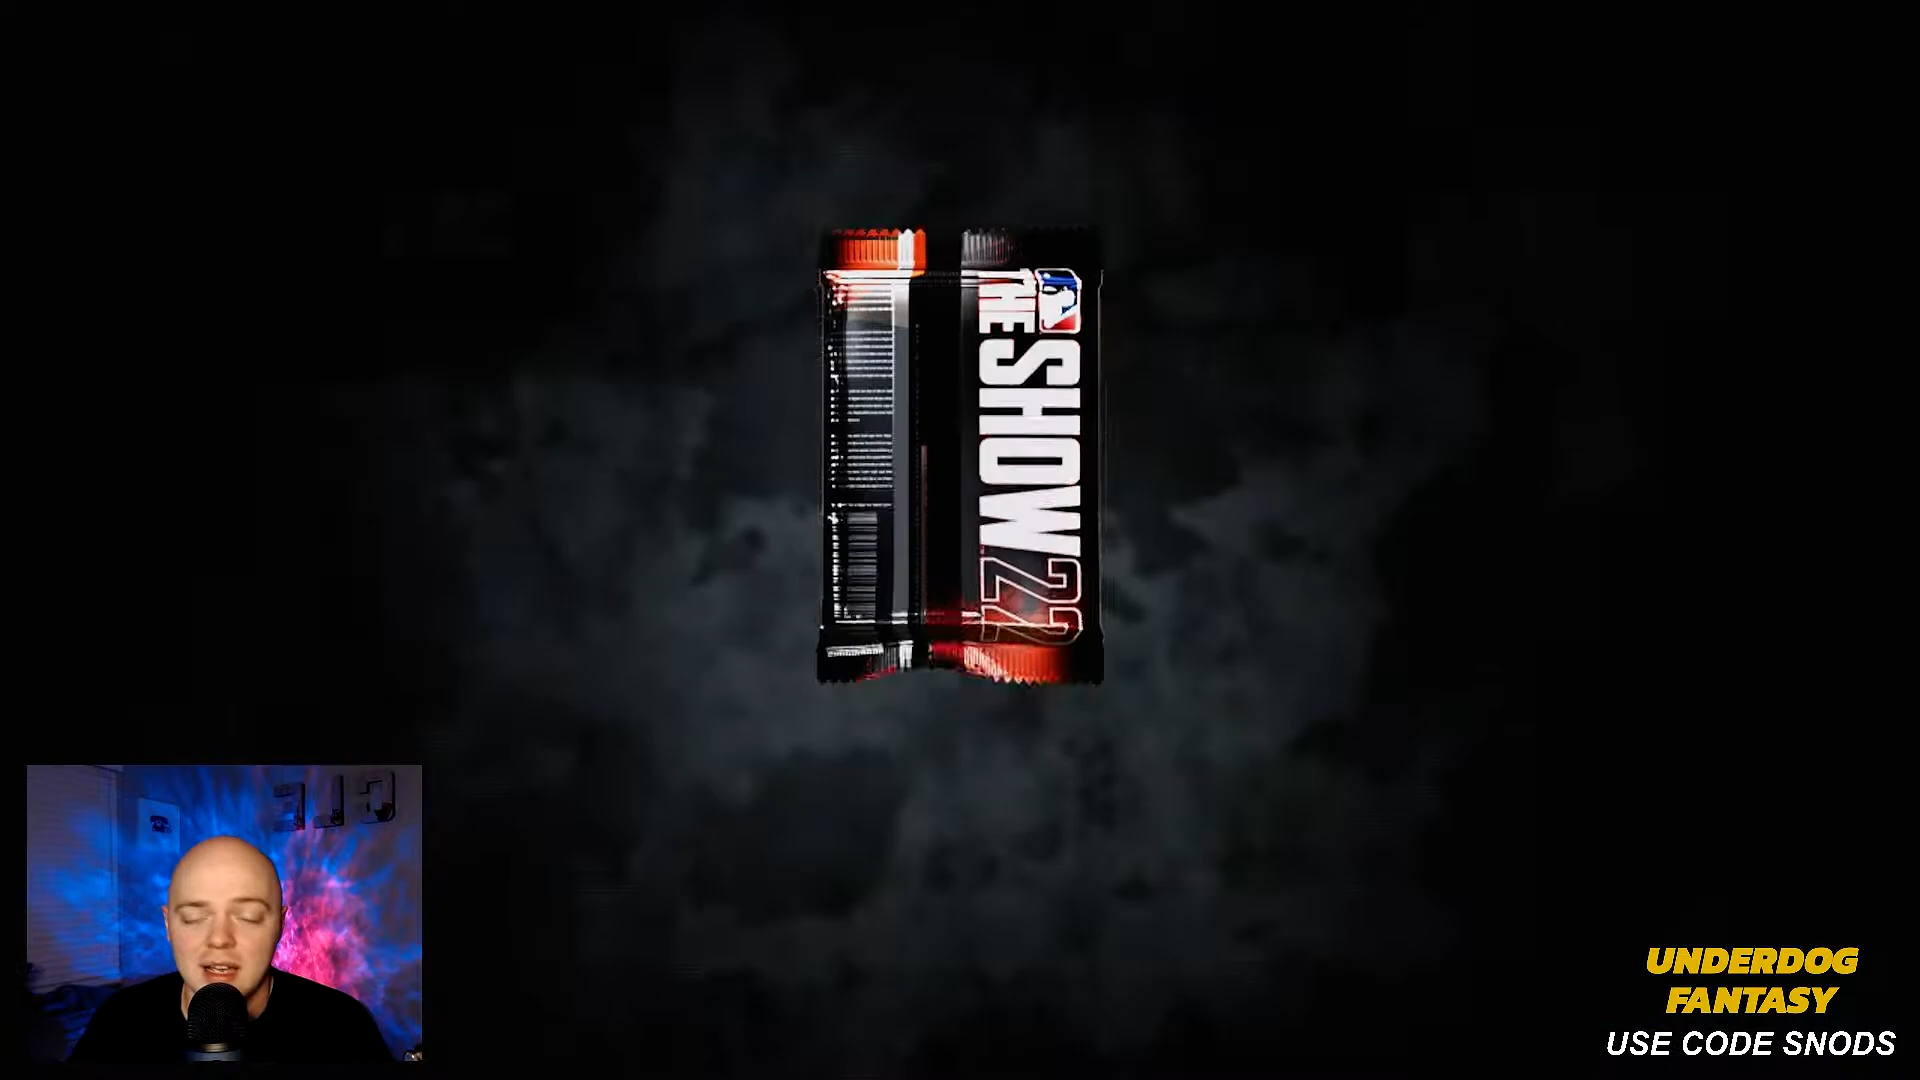 THE
SHOW 22
UNDERDOG
FANTASY
USE CODE SNODS